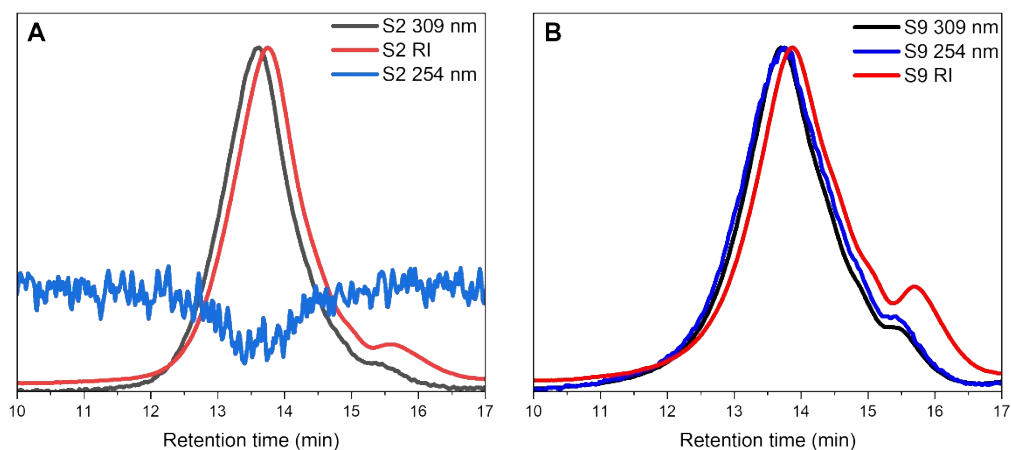 A
S2 309 nm
S2 RI
S2 254 nm
10 11 12 13 14 15 16 17
Retention time (min)
B
S9 309 nm
S9 254 nm
S9 RI
10 11 12 13 14 15 16 17
Retention time (min)